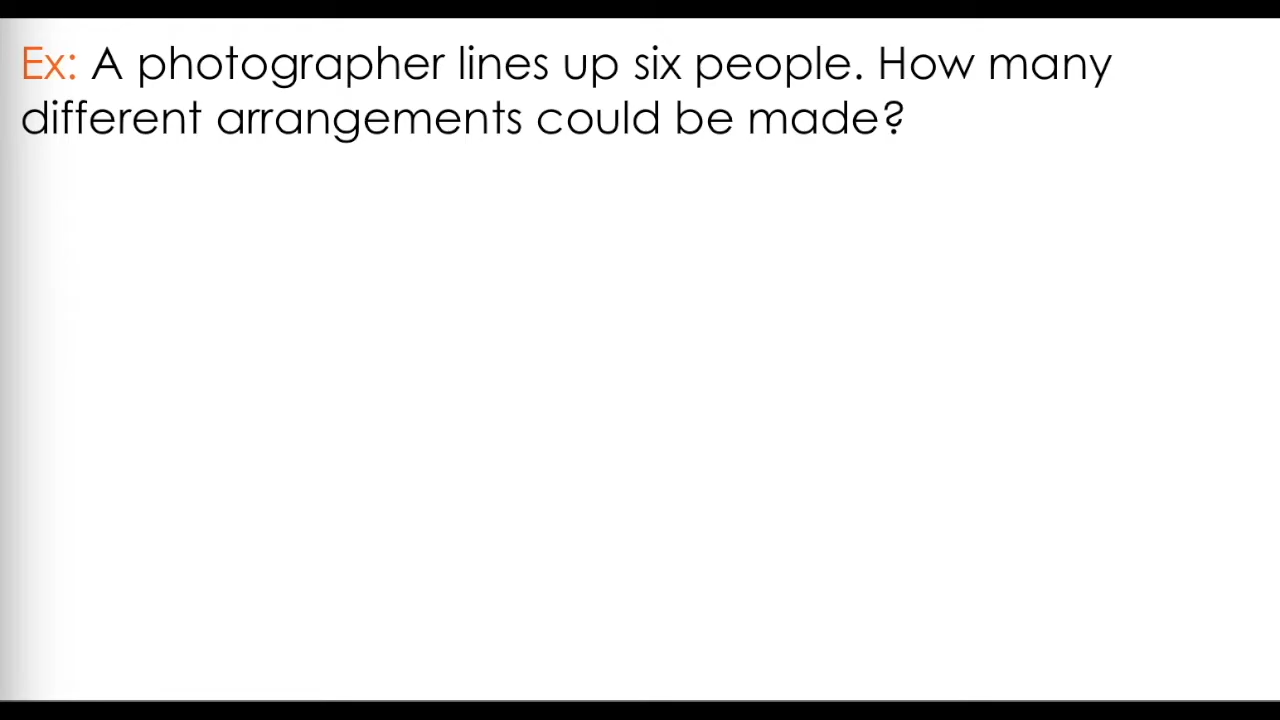 Ex: A photographer lines up six people. How many
different arrangements could be made?